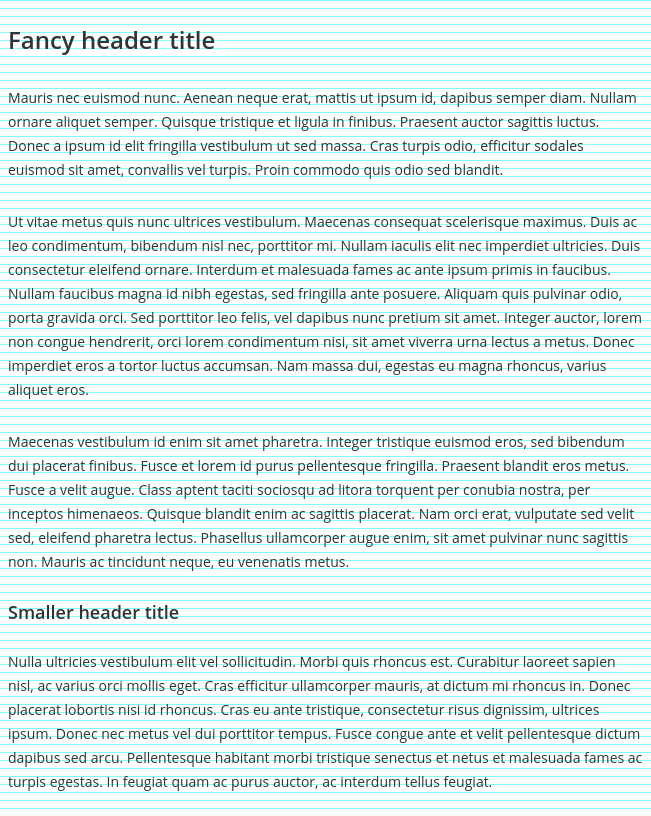 Fancy header title
Mauris nec euismod nunc. Aenean neque erat, mattis ut ipsum id, dapibus semper diam. Nullam
ornare aliquet semper. Quisque tristique et ligula in finibus. Praesent auctor sagittis luctus.
Donec a ipsum id elit fringilla vestibulum ut sed massa. Cras turpis odio, efficitur sodales
euismod sit amet, convallis vel turpis. Proin commodo quis odio sed blandit.
Ut vitae metus quis nunc ultrices vestibulum. Maecenas consequat scelerisque maximus. Duis ac
leo condimentum, bibendum nisl nec, porttitor mi. Nullam iaculis elit nec imperdiet ultricies. Duis
consectetur eleifend ornare. Interdum et malesuada fames ac ante ipsum primis in faucibus.
Nullam faucibus magna id nibh egestas, sed fringilla ante posuere. Aliquam quis pulvinar odio,
porta gravida orci. Sed porttitor leo felis, vel dapibus nunc pretium sit amet. Integer auctor, lorem
non congue hendrerit, orci lorem condimentum nisi, sit amet viverra urna lectus a metus. Donec
imperdiet eros a tortor luctus accumsan. Nam massa dui, egestas eu magna rhoncus, varius
aliquet eros.
Maecenas vestibulum id enim sit amet pharetra. Integer tristique euismod eros, sed bibendum
dui placerat finibus. Fusce et lorem id purus pellentesque fringilla. Praesent blandit eros metus.
Fusce a velit augue. Class aptent taciti sociosqu ad litora torquent per conubia nostra, per
inceptos himenaeos. Quisque blandit enim ac sagittis placerat. Nam orci erat, vulputate sed velit
sed, eleifend pharetra lectus. Phasellus ullamcorper augue enim, sit amet pulvinar nunc sagittis
non. Mauris ac tincidunt neque, eu venenatis metus.
Smaller header title
Nulla ultricies vestibulum elit vel sollicitudin. Morbi quis rhoncus est. Curabitur laoreet sapien
nisl, ac varius orci mollis eget. Cras efficitur ullamcorper mauris, at dictum mi rhoncus in. Donec
placerat lobortis nisi id rhoncus. Cras eu ante tristique, consectetur risus dignissim, ultrices
ipsum. Donec nec metus vel dui porttitor tempus. Fusce congue ante et velit pellentesque dictum
dapibus sed arcu. Pellentesque habitant morbi tristique senectus et netus et malesuada fames ac
turpis egestas. In feugiat quam ac purus auctor, ac interdum tellus feugiat.